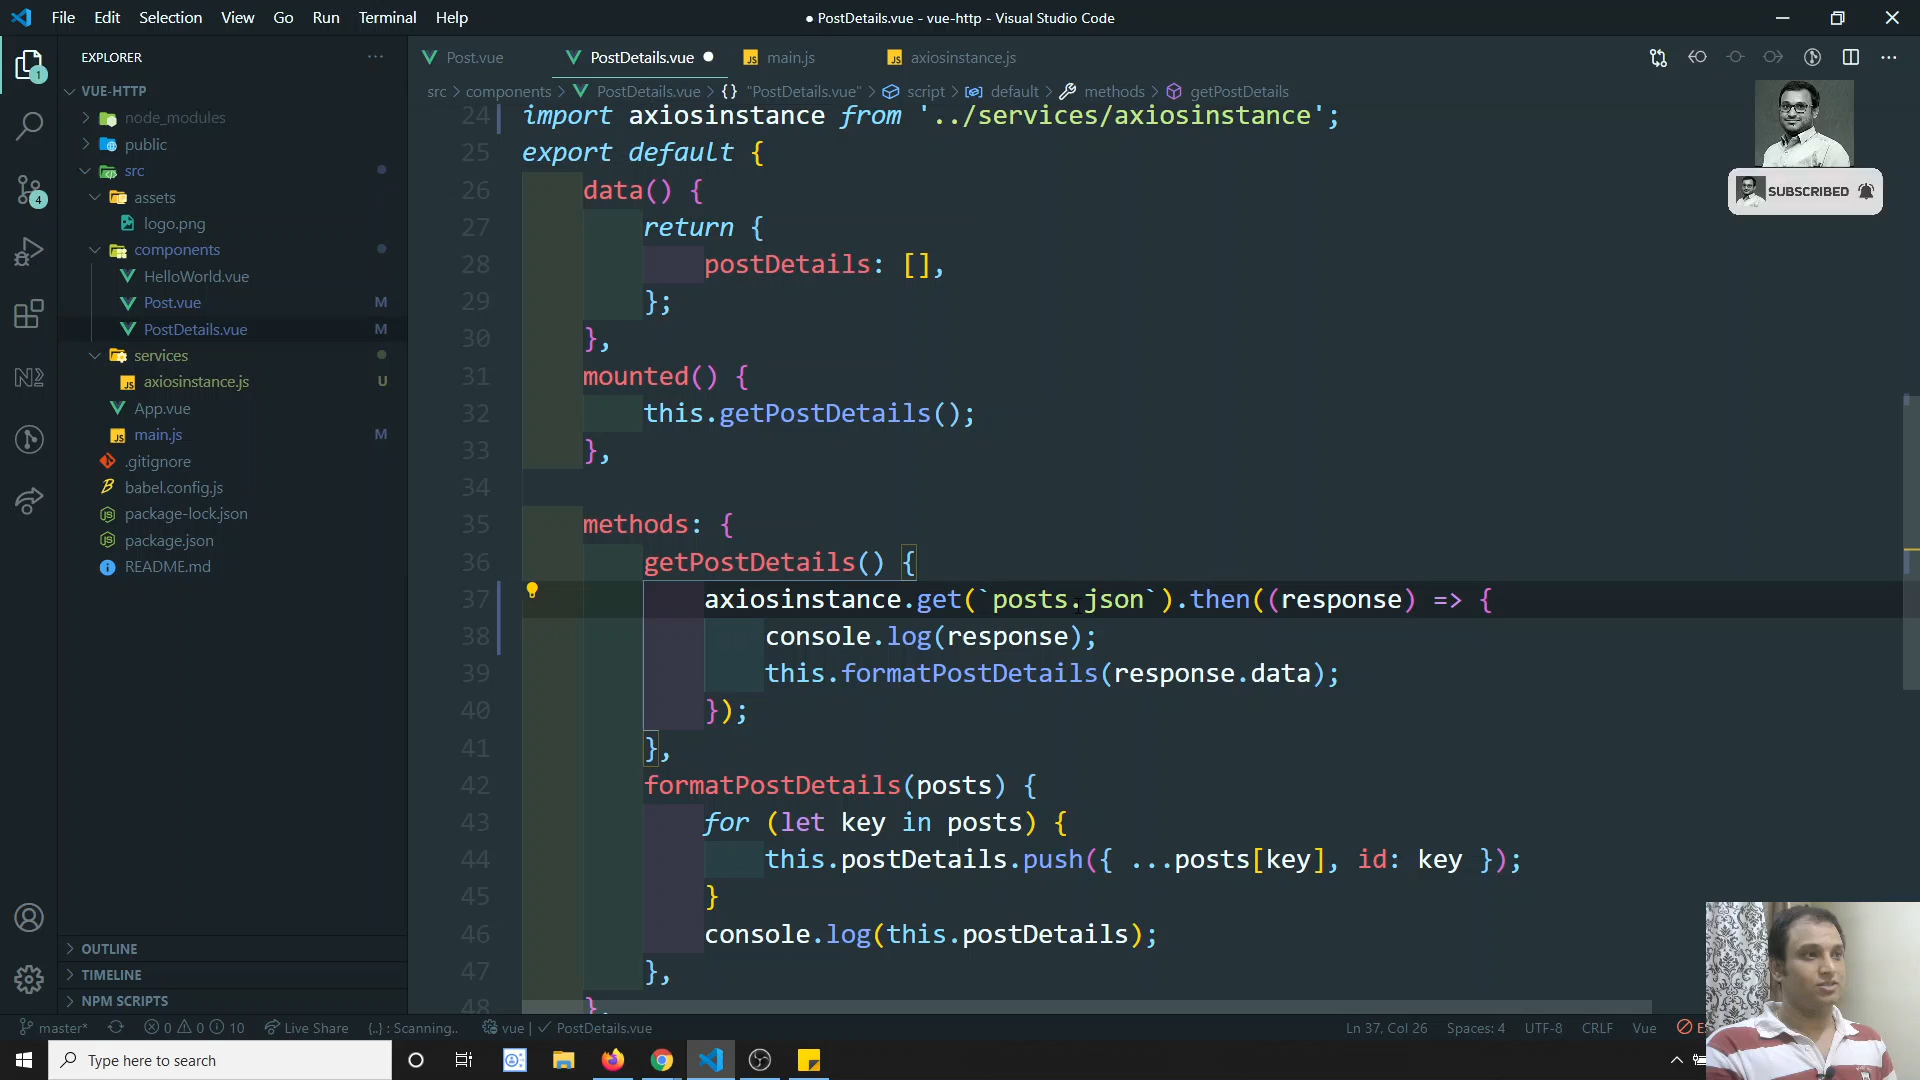 File Edit Selection View Go Run Terminal Help
● PostDetails.vue - vue-http - Visual Studio Code
EXPLORER
Post.vue
PostDetails.vue
main.js
axiosinstance.js
src > components > PostDetails.vue > {} "PostDetails.vue" > script > default > methods > getPostDetails
VUE-HTTP
node_modules
public
src
assets
logo.png
components
HelloWorld.vue
Post.vue M
PostDetails.vue M
services
axiosinstance.js U
App.vue
main.js M
.gitignore
babel.config.js
package-lock.json
package.json
README.md
OUTLINE
TIMELINE
NPM SCRIPTS
1
4
24 import axiosinstance from '../services/axiosinstance';
25 export default {
26 data() {
27 return {
28 postDetails: [],
29 };
30 },
31 mounted() {
32 this.getPostDetails();
33 },
34
35 methods: {
36 getPostDetails() {
37 axiosinstance.get(`posts.json`).then((response) => {
38 console.log(response);
39 this.formatPostDetails(response.data);
40 });
41 },
42 formatPostDetails(posts) {
43 for (let key in posts) {
44 this.postDetails.push({ ...posts[key], id: key });
45 }
46 console.log(this.postDetails);
47 },
48 },
SUBSCRIBED
master* 0 0 10 Live Share {..} : Scanning.. vue | PostDetails.vue
Ln 37, Col 26 Spaces: 4 UTF-8 CRLF Vue
Type here to search